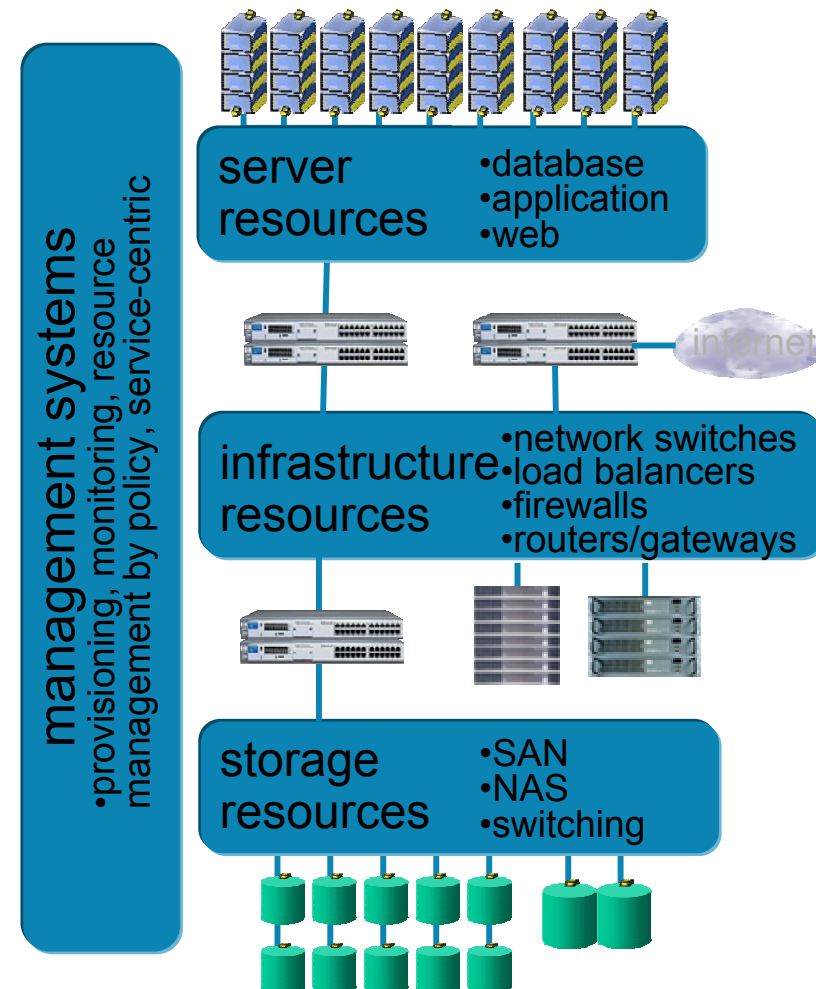 management systems
•provisioning, monitoring, resource
management by policy, service-centric
server
resources
•database
•application
•web
internet
infrastructure
resources
•network switches
•load balancers
•firewalls
•routers/gateways
storage
resources
•SAN
•NAS
•switching